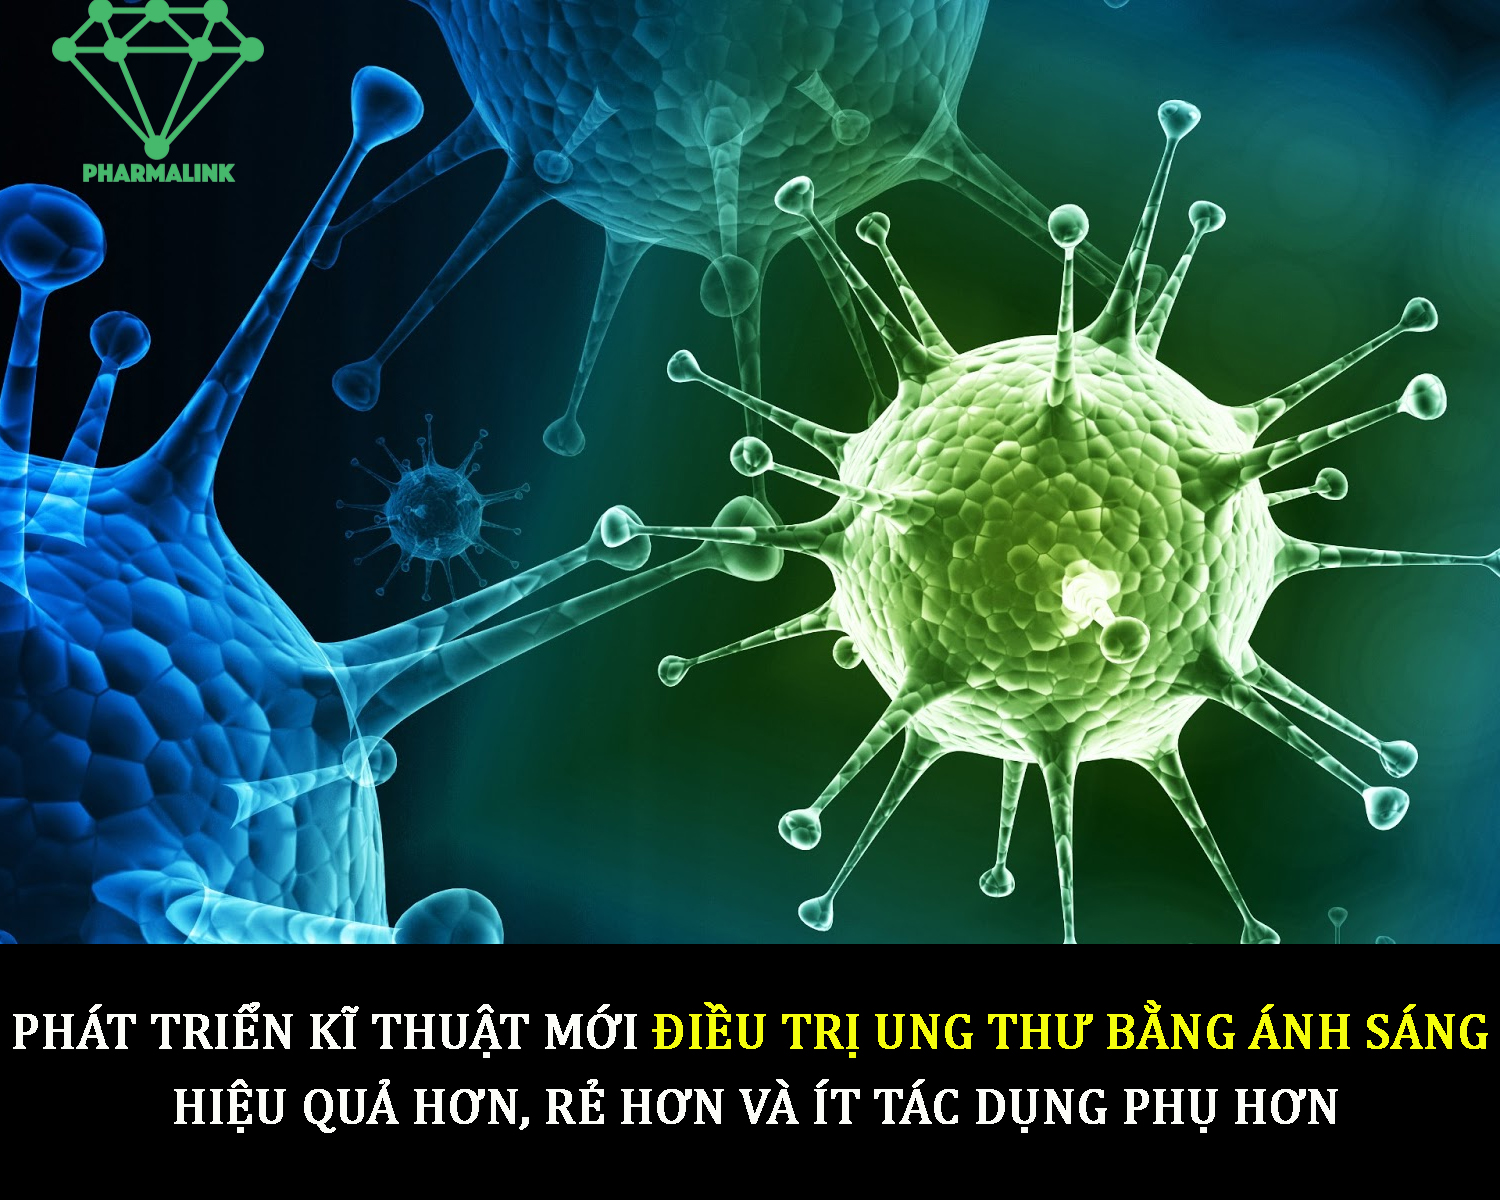 PHARMALINK
PHÁT TRIỂN KĨ THUẬT MỚI ĐIỀU TRỊ UNG THƯ BẰNG ÁNH SÁNG
HIỆU QUẢ HƠN, RẺ HƠN VÀ ÍT TÁC DỤNG PHỤ HƠN